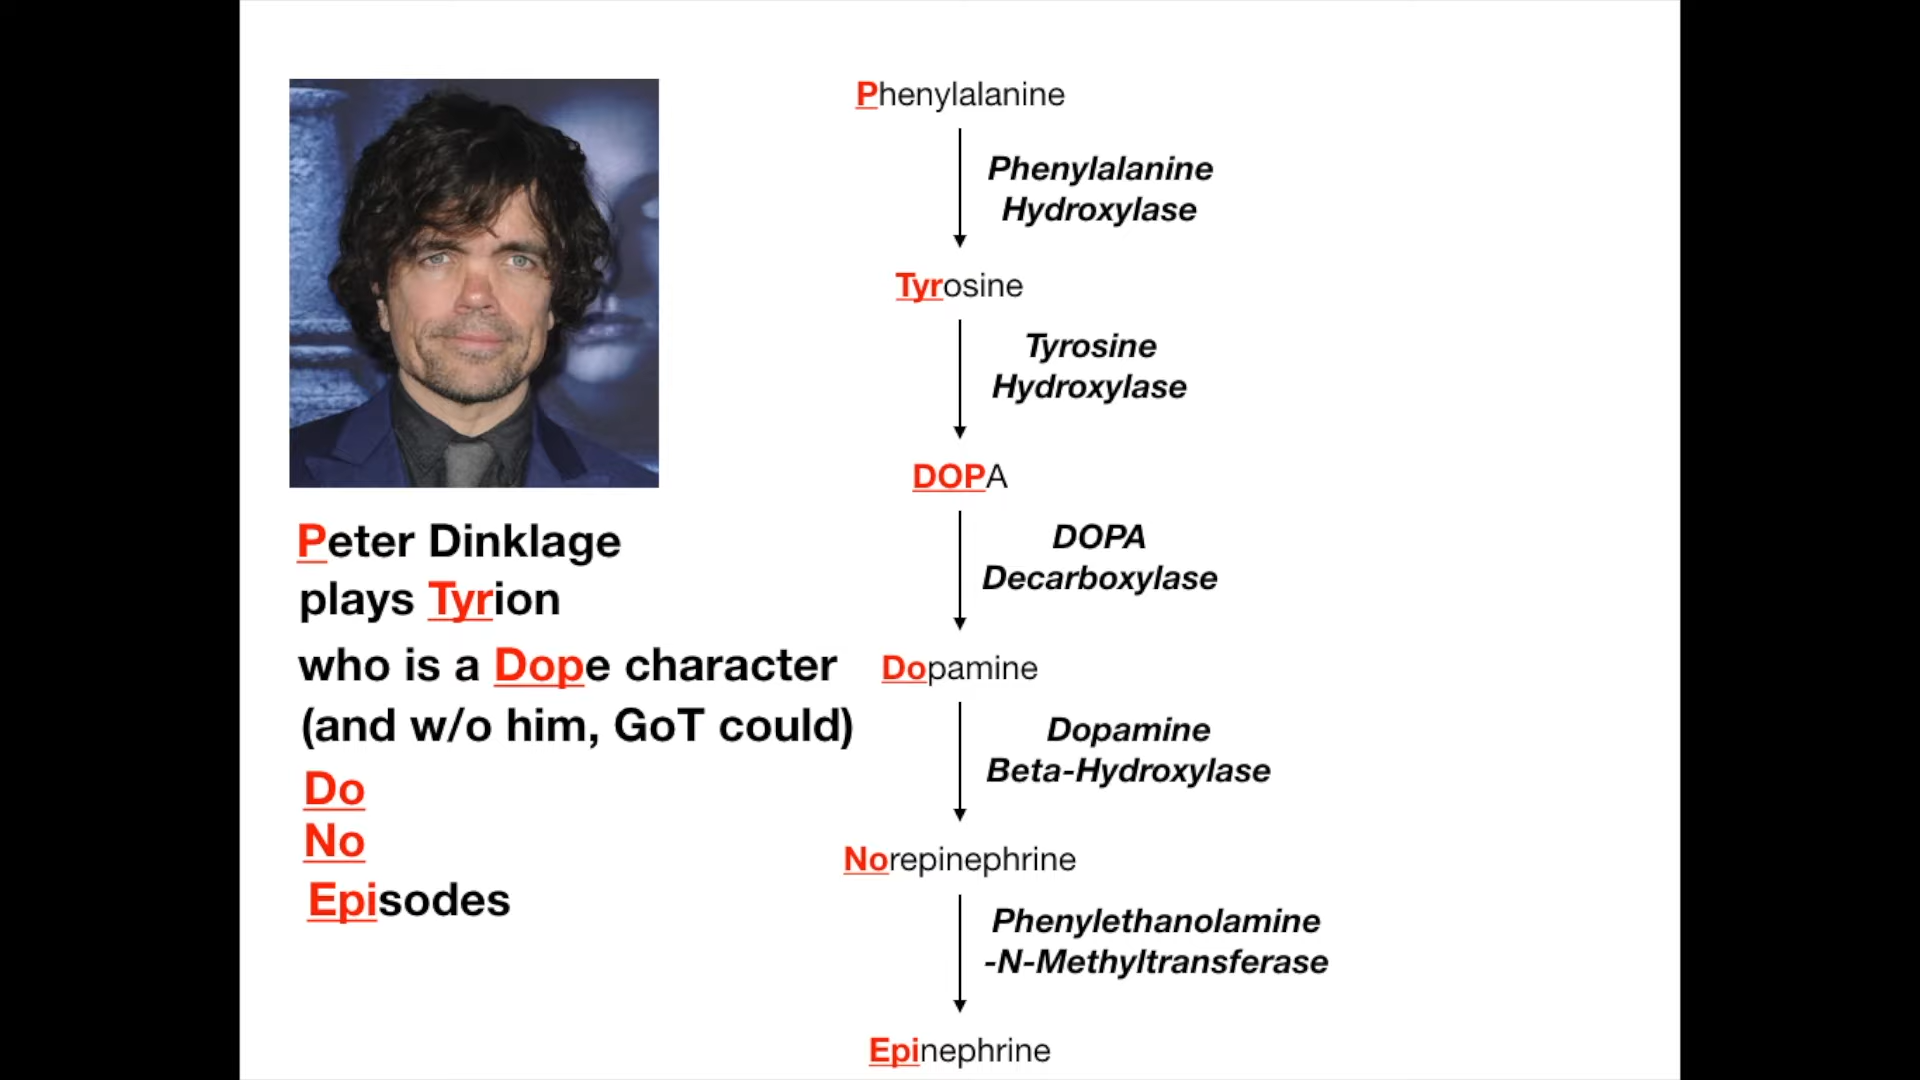 Peter Dinklage
plays Tyrion
who is a Dope character
(and w/o him, GoT could)
Do
No
Episodes
Phenylalanine
Phenylalanine
Hydroxylase
Tyrosine
Tyrosine
Hydroxylase
DOPA
DOPA
Decarboxylase
Dopamine
Dopamine
Beta-Hydroxylase
Norepinephrine
Phenylethanolamine
-N-Methyltransferase
Epinephrine